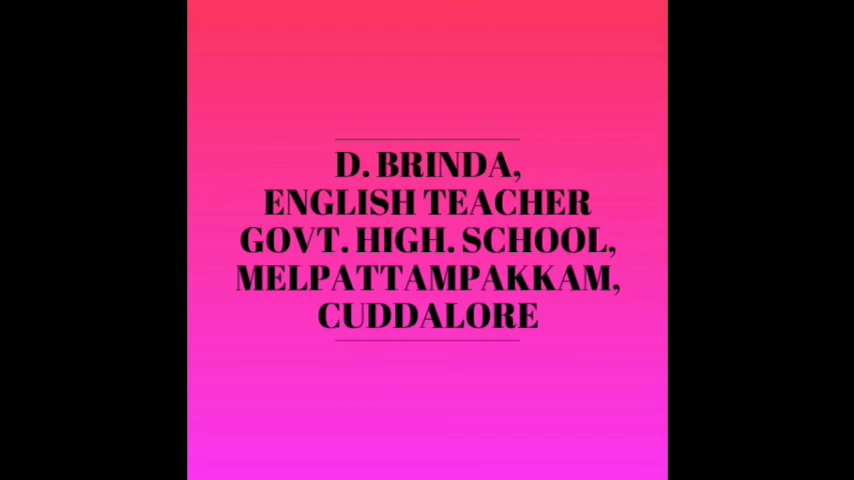 D. BRINDA,
ENGLISH TEACHER
GOVT. HIGH. SCHOOL,
MELPATTAMPAKKAM,
CUDDALORE